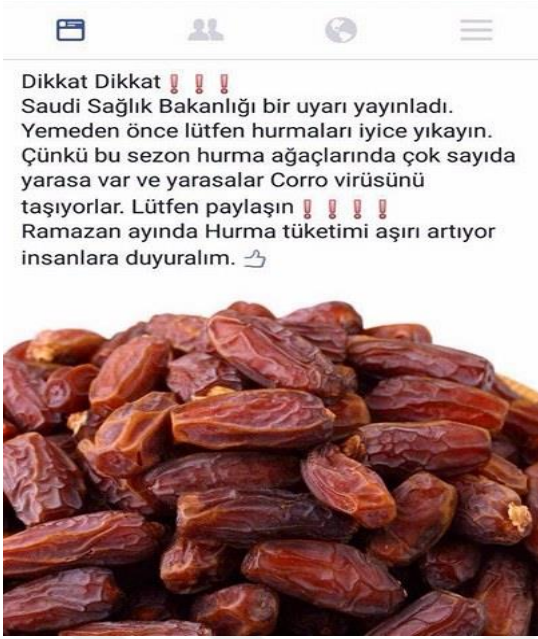 Dikkat Dikkat❗❗❗
Saudi Sağlık Bakanlığı bir uyarı yayınladı.
Yemeden önce lütfen hurmaları iyice yıkayın.
Çünkü bu sezon hurma ağaçlarında çok sayıda
yarasa var ve yarasalar Corro virüsünü
taşıyorlar. Lütfen paylaşın❗❗❗❗
Ramazan ayında Hurma tüketimi aşırı artıyor
insanlara duyuralım. 👍